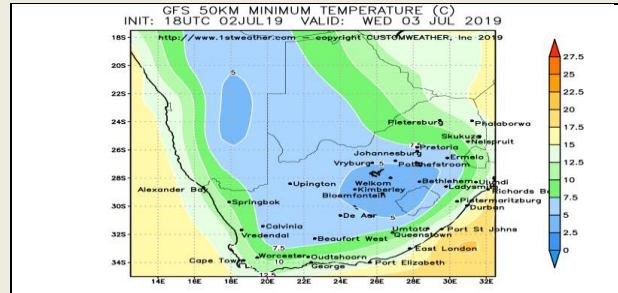 GFS 50KM MINIMUM TEMPERATURE (C)
INIT: 18UTC 02JUL19 VALID: WED 03 JUL 2019
http://www.1stweather.com — copyright CUSTOMWEATHER, Inc 2019
18S
20S
22S
24S
26S
28S
30S
32S
34S
14E 16E 18E 20E 22E 24E 26E 28E 30E 32E
5
Pietersburg
Phalaborwa
Skukuza
Nelspruit
7.5
Pretoria
Johannesburg
Ermelo
Vryburg
5
Potchefstroom
Welkom
Bethlehem
Ulundi
Alexander Bay
Upington
Kimberley
Ladysmith
Richards B
Bloemfontein
Springbok
Pietermaritzburg
Durban
De Aar
5
Calvinia
Umtata
Port St Johns
Vredendal
Queenstown
7.5
Beaufort West
East London
Worcester
Oudtshoorn
Cape Town
10
George
Port Elizabeth
12.5
27.5
25
22.5
20
17.5
15
12.5
10
7.5
5
2.5
0